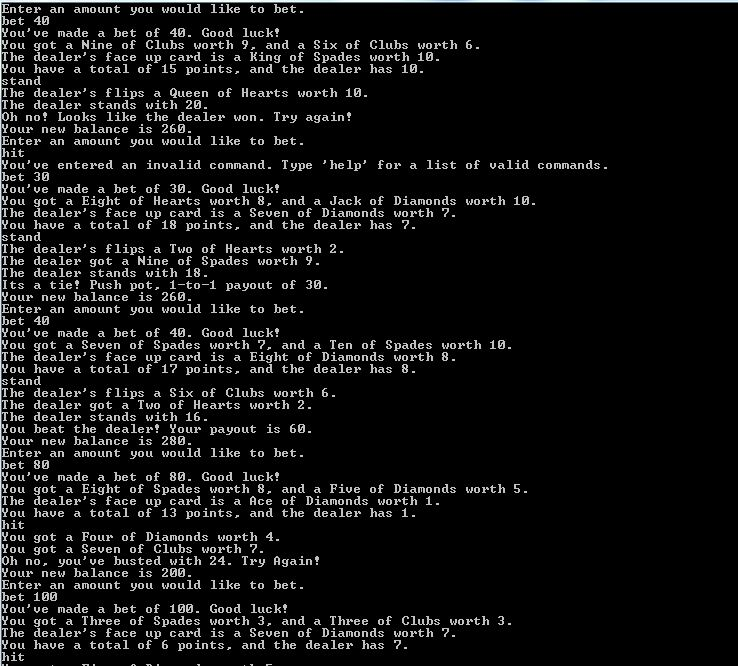 Enter an amount you would like to bet.
bet 40
You've made a bet of 40. Good luck!
You got a Nine of Clubs worth 9, and a Six of Clubs worth 6.
The dealer's face up card is a King of Spades worth 10.
You have a total of 15 points, and the dealer has 10.
stand
The dealer's flips a Queen of Hearts worth 10.
The dealer stands with 20.
Oh no! Looks like the dealer won. Try again!
Your new balance is 260.
Enter an amount you would like to bet.
hit
You've entered an invalid command. Type 'help' for a list of valid commands.
bet 30
You've made a bet of 30. Good luck!
You got a Eight of Hearts worth 8, and a Jack of Diamonds worth 10.
The dealer's face up card is a Seven of Diamonds worth 7.
You have a total of 18 points, and the dealer has 7.
stand
The dealer's flips a Two of Hearts worth 2.
The dealer got a Nine of Spades worth 9.
The dealer stands with 18.
Its a tie! Push pot, 1-to-1 payout of 30.
Your new balance is 260.
Enter an amount you would like to bet.
bet 40
You've made a bet of 40. Good luck!
You got a Seven of Spades worth 7, and a Ten of Spades worth 10.
The dealer's face up card is a Eight of Diamonds worth 8.
You have a total of 17 points, and the dealer has 8.
stand
The dealer's flips a Six of Clubs worth 6.
The dealer got a Two of Hearts worth 2.
The dealer stands with 16.
You beat the dealer! Your payout is 60.
Your new balance is 280.
Enter an amount you would like to bet.
bet 80
You've made a bet of 80. Good luck!
You got a Eight of Spades worth 8, and a Five of Diamonds worth 5.
The dealer's face up card is a Ace of Diamonds worth 1.
You have a total of 13 points, and the dealer has 1.
hit
You got a Four of Diamonds worth 4.
You got a Seven of Clubs worth 7.
Oh no, you've busted with 24. Try Again!
Your new balance is 200.
Enter an amount you would like to bet.
bet 100
You've made a bet of 100. Good luck!
You got a Three of Spades worth 3, and a Three of Clubs worth 3.
The dealer's face up card is a Seven of Diamonds worth 7.
You have a total of 6 points, and the dealer has 7.
hit